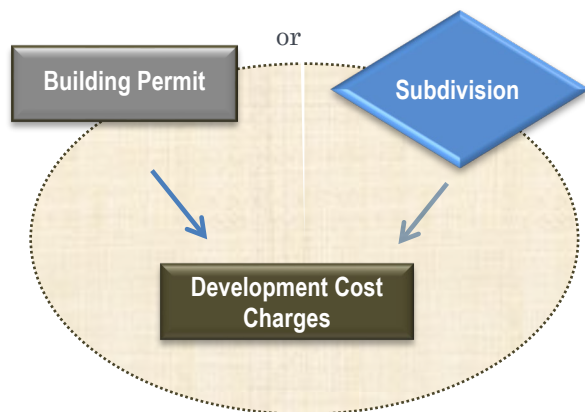 or
Building Permit
Subdivision
Development Cost
Charges